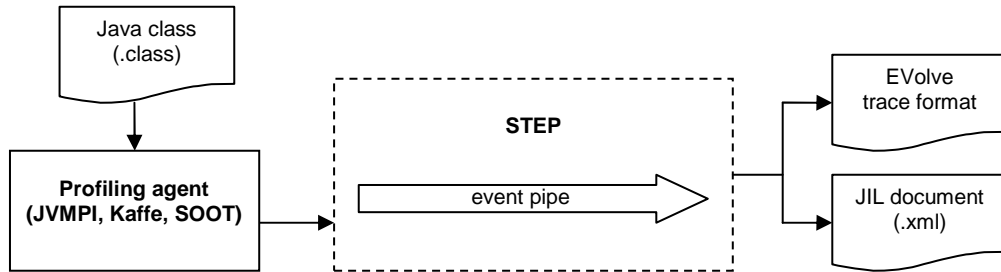 Java class
(.class)
Profiling agent
(JVMPI, Kaffe, SOOT)
STEP
event pipe
EVolve
trace format
JIL document
(.xml)